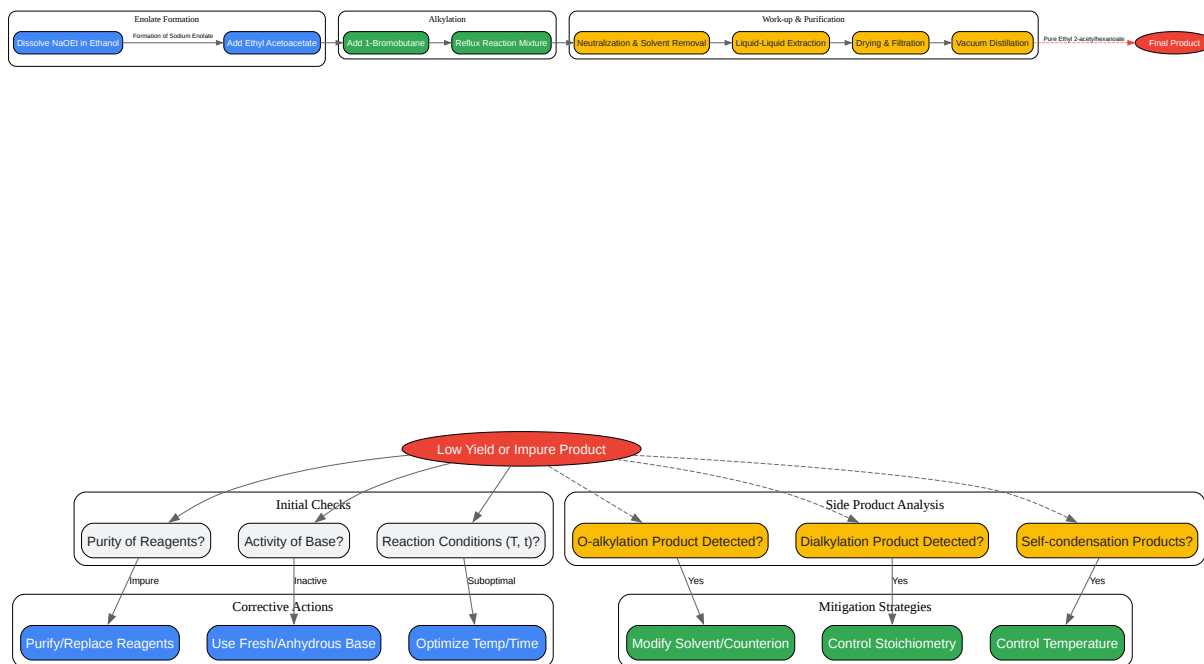 Enolate Formation
Dissolve NaOEt in Ethanol
Formation of Sodium Enolate
Add Ethyl Acetoacetate
Alkylation
Add 1-Bromobutane
Reflux Reaction Mixture
Work-up & Purification
Neutralization & Solvent Removal
Liquid-Liquid Extraction
Drying & Filtration
Vacuum Distillation
Pure Ethyl 2-acetylhexanoate
Final Product
Low Yield or Impure Product
Initial Checks
Purity of Reagents?
Activity of Base?
Reaction Conditions (T, t)?
Side Product Analysis
O-alkylation Product Detected?
Dialkylation Product Detected?
Self-condensation Products?
Impure
Inactive
Suboptimal
Yes
Yes
Yes
Corrective Actions
Purify/Replace Reagents
Use Fresh/Anhydrous Base
Optimize Temp/Time
Mitigation Strategies
Modify Solvent/Counterion
Control Stoichiometry
Control Temperature